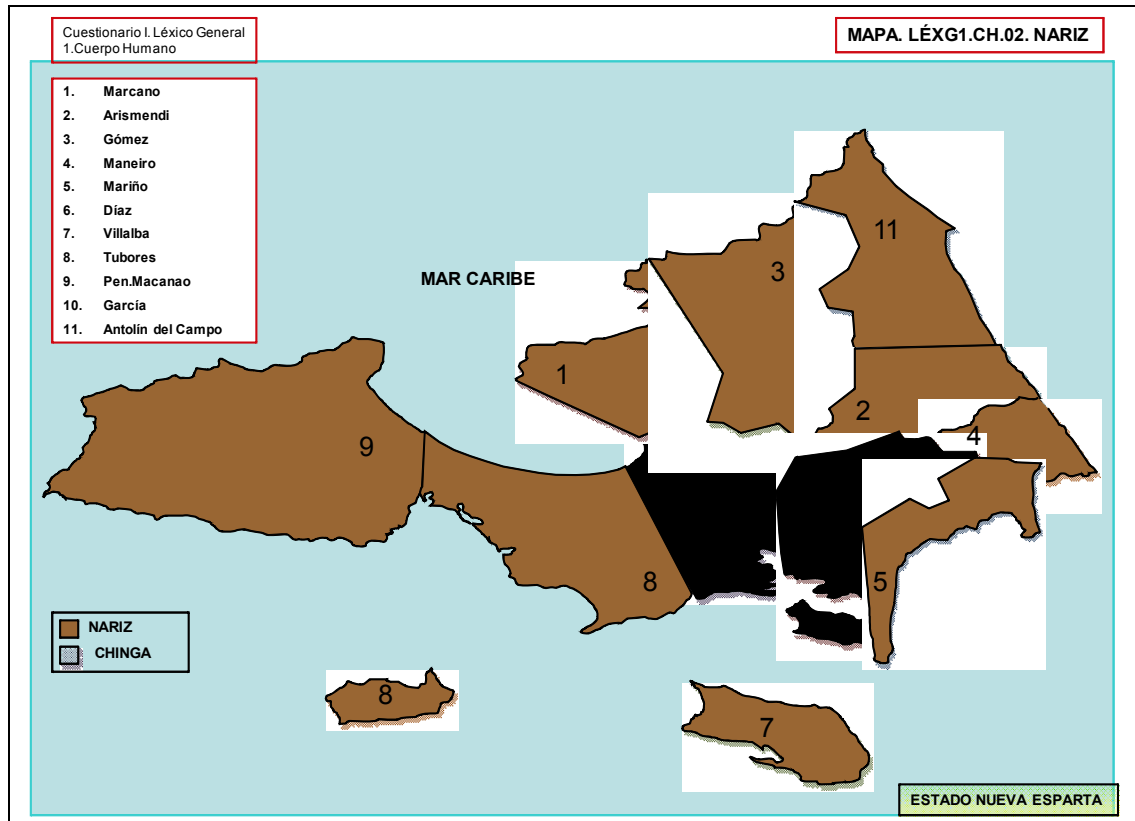 Cuestionario I. Léxico General
1.Cuerpo Humano
MAPA. LÉXG1.CH.02. NARIZ
1. Marcano
2. Arismendi
3. Gómez
4. Maneiro
5. Mariño
6. Díaz
7. Villalba
8. Tubores
9. Pen.Macanao
10. García
11. Antolín del Campo
MAR CARIBE
11
3
1
2
4
9
8
5
8
7
NARIZ
CHINGA
ESTADO NUEVA ESPARTA